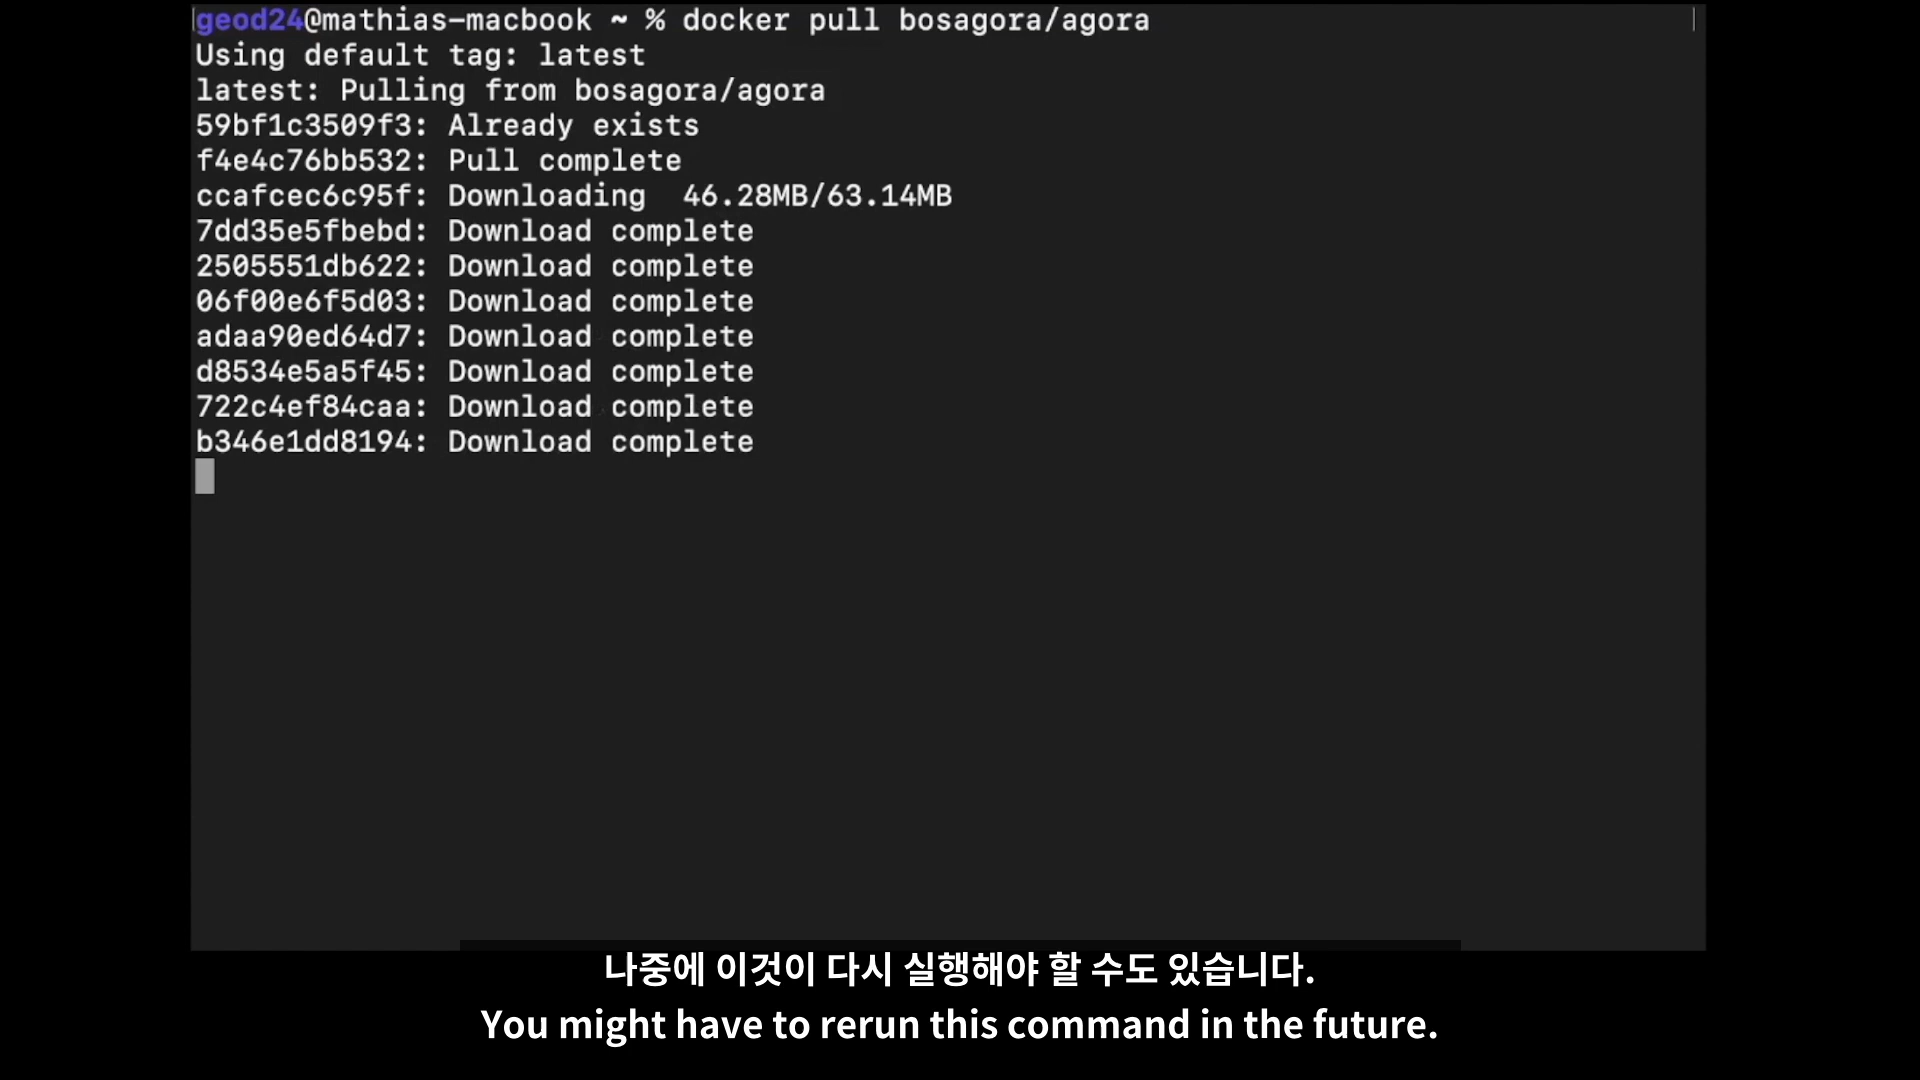 geod24@mathias-macbook ~ % docker pull bosagora/agora
Using default tag: latest
latest: Pulling from bosagora/agora
59bf1c3509f3: Already exists
f4e4c76bb532: Pull complete
ccafcec6c95f: Downloading  46.28MB/63.14MB
7dd35e5fbebd: Download complete
2505551db622: Download complete
06f00e6f5d03: Download complete
adaa90ed64d7: Download complete
d8534e5a5f45: Download complete
722c4ef84caa: Download complete
b346e1dd8194: Download complete
나중에 이것이 다시 실행해야 할 수도 있습니다.
You might have to rerun this command in the future.